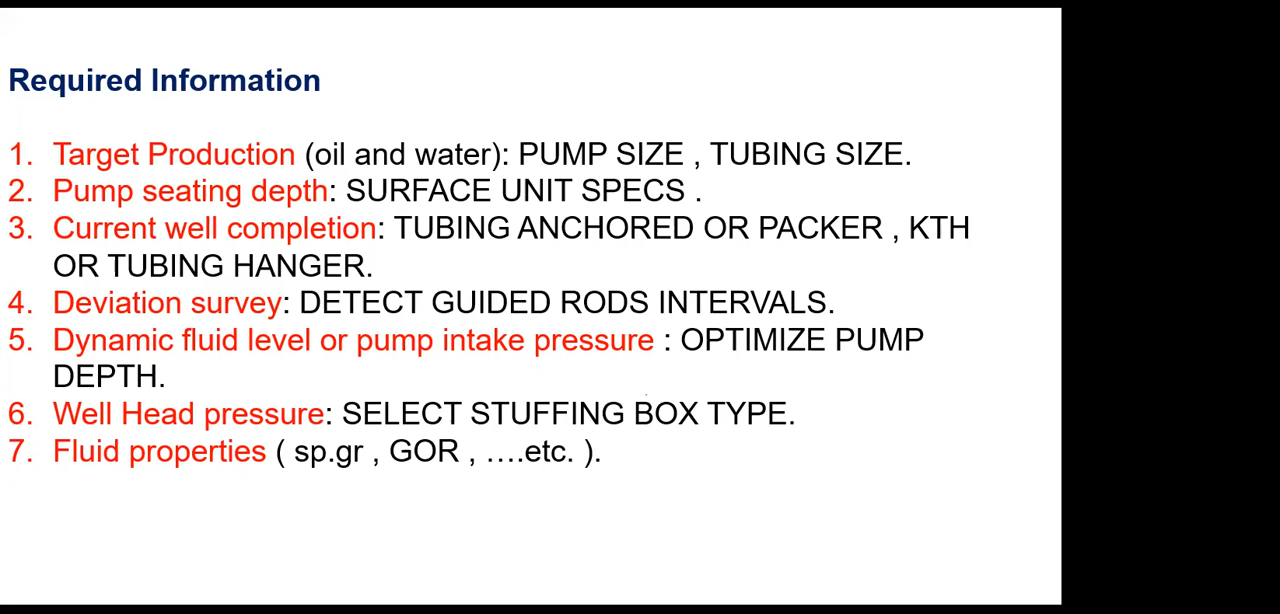 Required Information
1. Target Production (oil and water): PUMP SIZE , TUBING SIZE.
2. Pump seating depth: SURFACE UNIT SPECS .
3. Current well completion: TUBING ANCHORED OR PACKER , KTH
OR TUBING HANGER.
4. Deviation survey: DETECT GUIDED RODS INTERVALS.
5. Dynamic fluid level or pump intake pressure : OPTIMIZE PUMP
DEPTH.
6. Well Head pressure: SELECT STUFFING BOX TYPE.
7. Fluid properties ( sp.gr , GOR , ….etc. ).